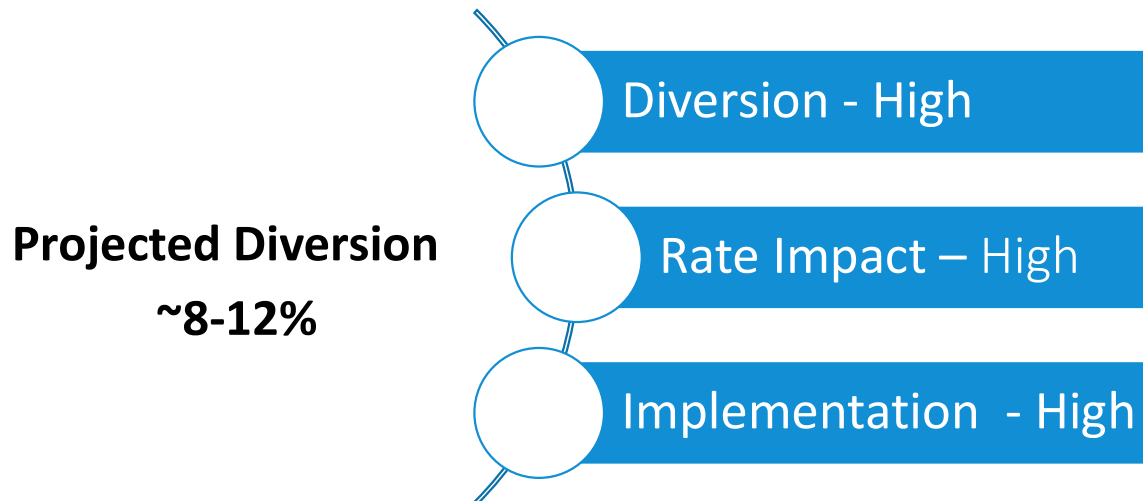 Projected Diversion
~8-12%
Diversion - High
Rate Impact – High
Implementation  - High